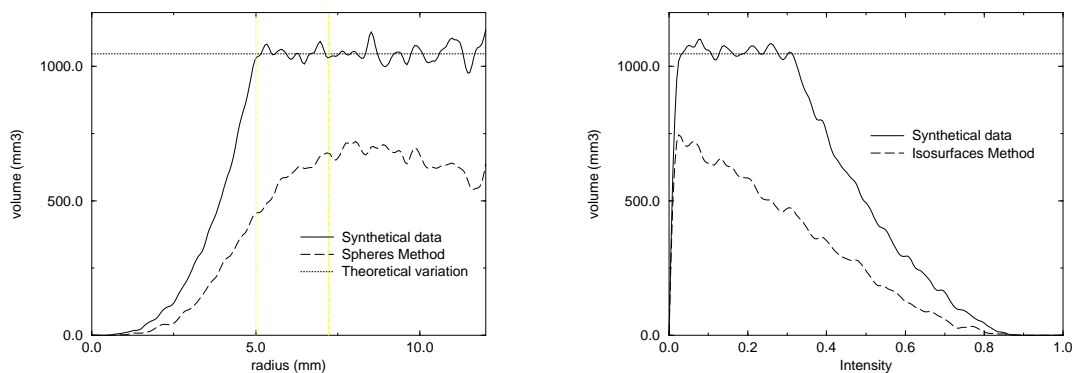 1000.0
500.0
0.0
volume (mm3)
0.0
5.0
10.0
radius (mm)
Synthetical data
Spheres Method
Theoretical variation
1000.0
500.0
0.0
volume (mm3)
0.0
0.2
0.4
0.6
0.8
1.0
Intensity
Synthetical data
Isosurfaces Method